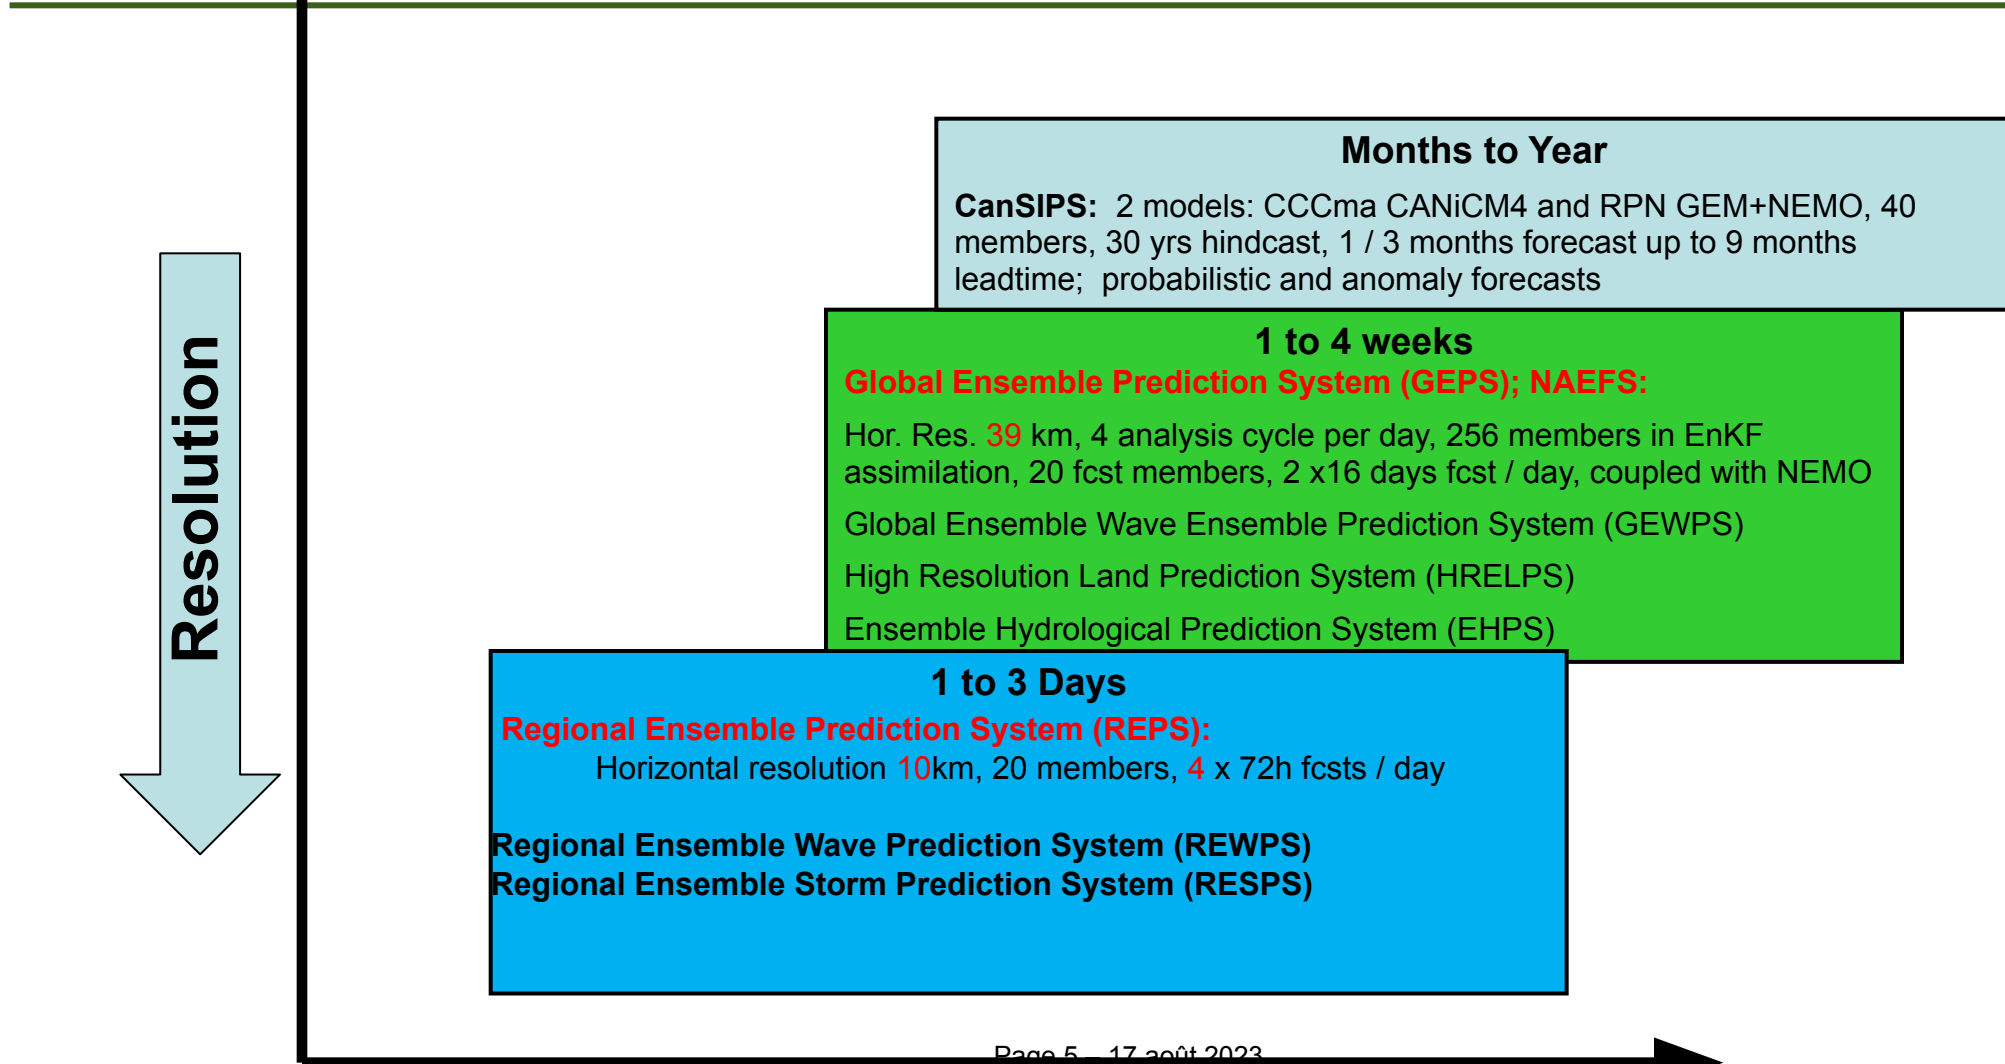 Resolution
Months to Year
CanSIPS: 2 models: CCCma CANiCM4 and RPN GEM+NEMO, 40
members, 30 yrs hindcast, 1 / 3 months forecast up to 9 months
leadtime; probabilistic and anomaly forecasts
1 to 4 weeks
Global Ensemble Prediction System (GEPS); NAEFS:
Hor. Res. 39 km, 4 analysis cycle per day, 256 members in EnKF
assimilation, 20 fcst members, 2 x16 days fcst / day, coupled with NEMO
Global Ensemble Wave Ensemble Prediction System (GEWPS)
High Resolution Land Prediction System (HRELPS)
Ensemble Hydrological Prediction System (EHPS)
1 to 3 Days
Regional Ensemble Prediction System (REPS):
Horizontal resolution 10km, 20 members, 4 x 72h fcsts / day
Regional Ensemble Wave Prediction System (REWPS)
Regional Ensemble Storm Prediction System (RESPS)
Page 5 – 17 août 2023